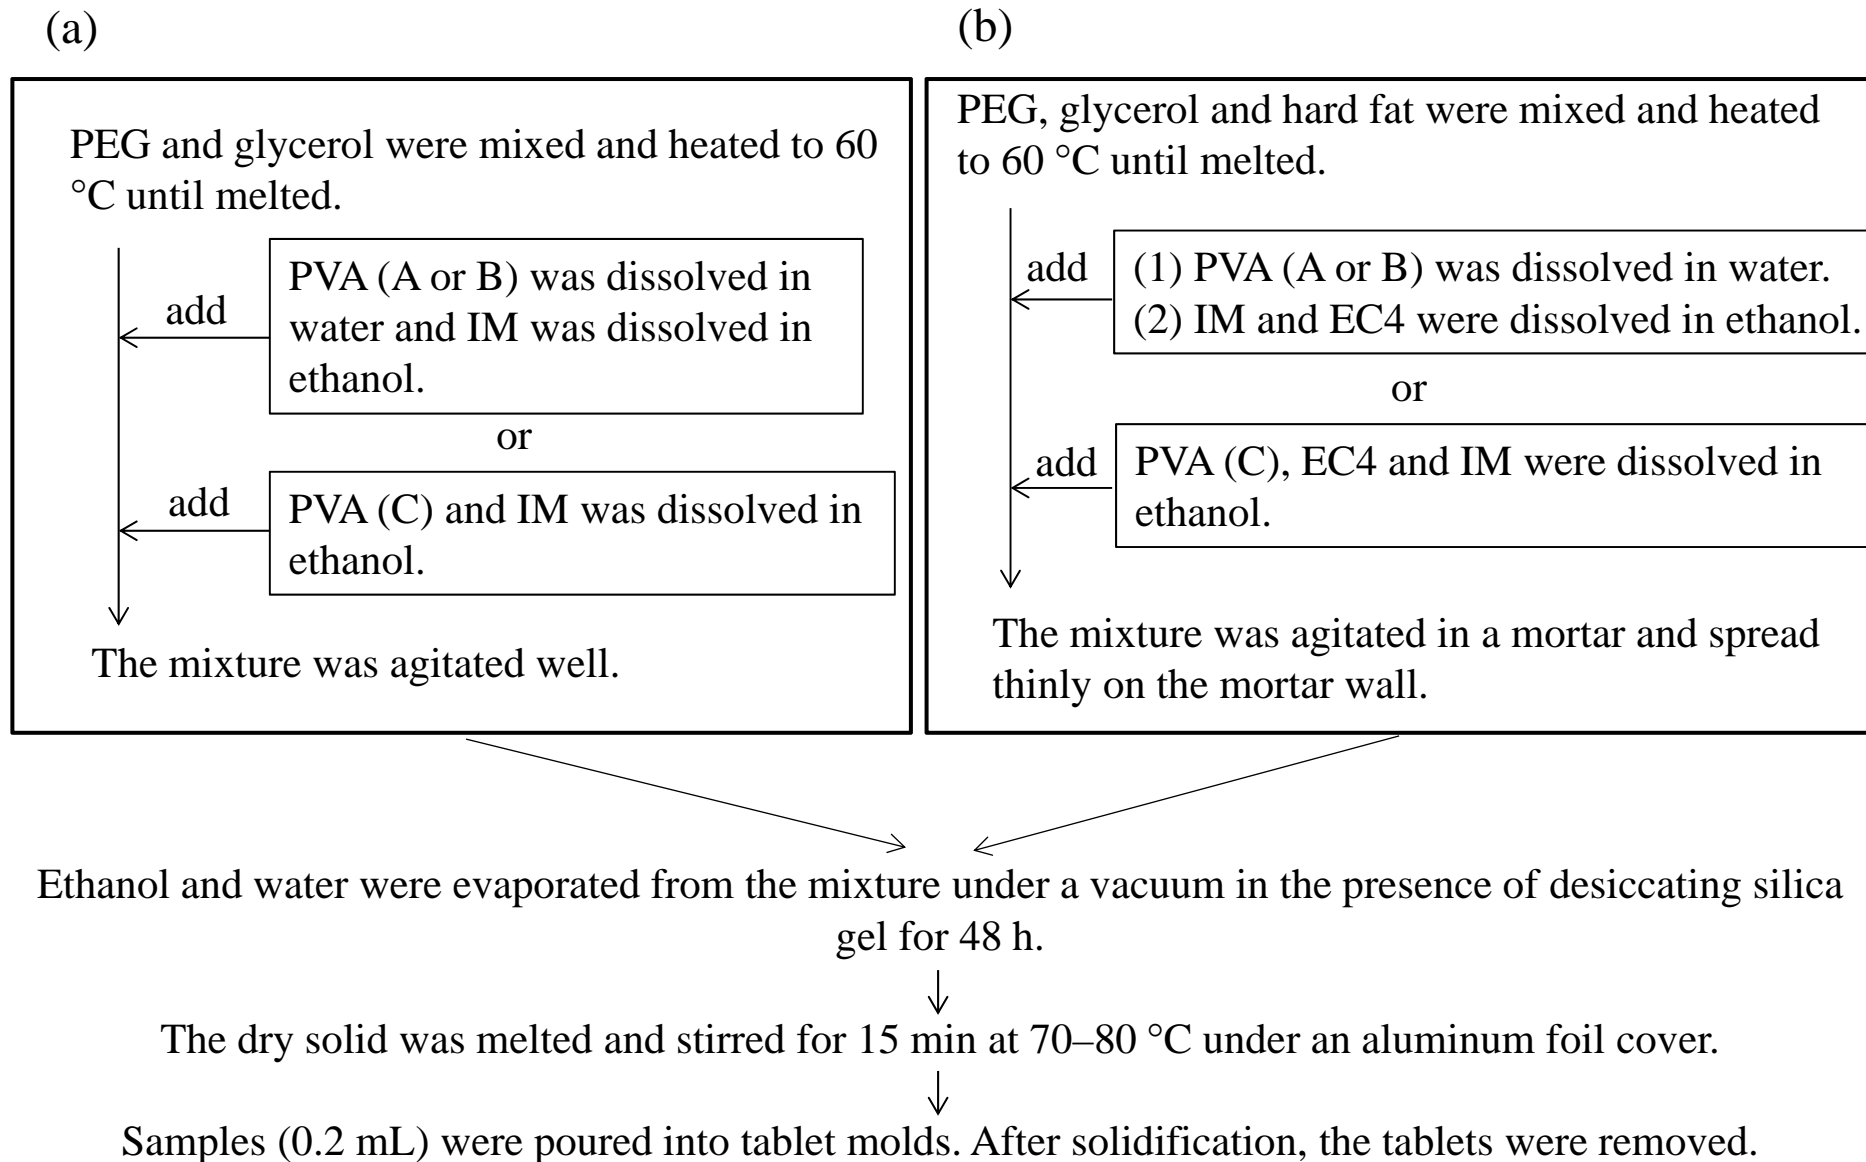 (a)
PEG and glycerol were mixed and heated to 60
°C until melted.
add
PVA (A or B) was dissolved in
water and IM was dissolved in
ethanol.
or
add
PVA (C) and IM was dissolved in
ethanol.
The mixture was agitated well.
(b)
PEG, glycerol and hard fat were mixed and heated
to 60 °C until melted.
add
(1) PVA (A or B) was dissolved in water.
(2) IM and EC4 were dissolved in ethanol.
or
add
PVA (C), EC4 and IM were dissolved in
ethanol.
The mixture was agitated in a mortar and spread
thinly on the mortar wall.
Ethanol and water were evaporated from the mixture under a vacuum in the presence of desiccating silica
gel for 48 h.
The dry solid was melted and stirred for 15 min at 70–80 °C under an aluminum foil cover.
Samples (0.2 mL) were poured into tablet molds. After solidification, the tablets were removed.